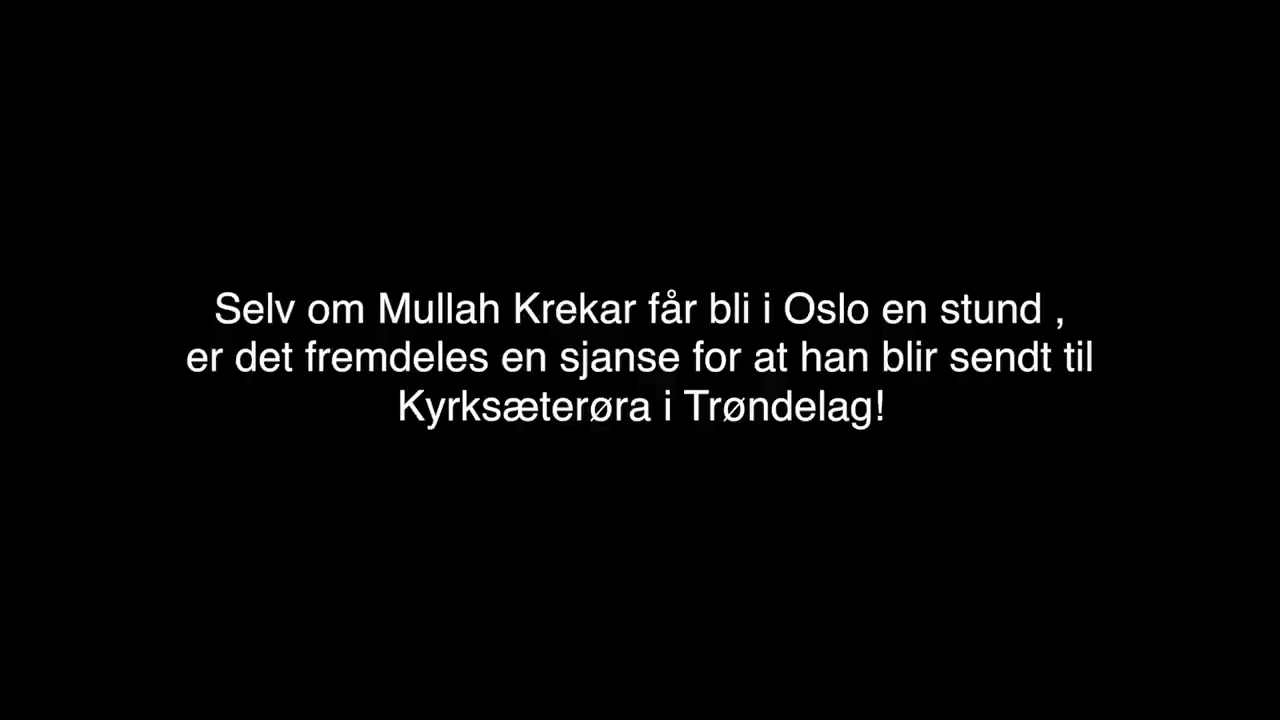 Selv om Mullah Krekar får bli i Oslo en stund ,
er det fremdeles en sjanse for at han blir sendt til
Kyrksæterøra i Trøndelag!